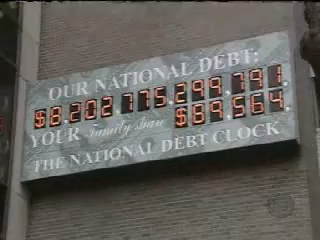 OUR NATIONAL DEBT:
$8,202,775,299,791.
YOUR family share $89,564
THE NATIONAL DEBT CLOCK